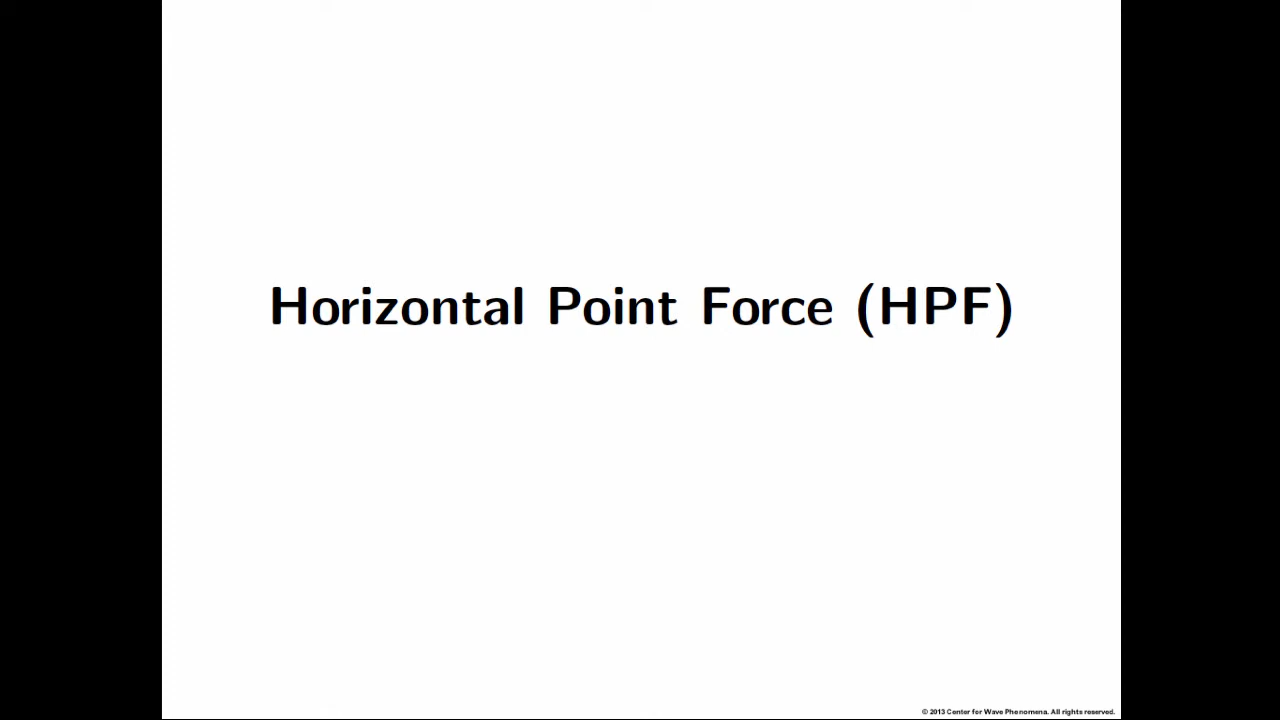 Horizontal Point Force (HPF)
© 2013 Center for Wave Phenomena. All rights reserved.